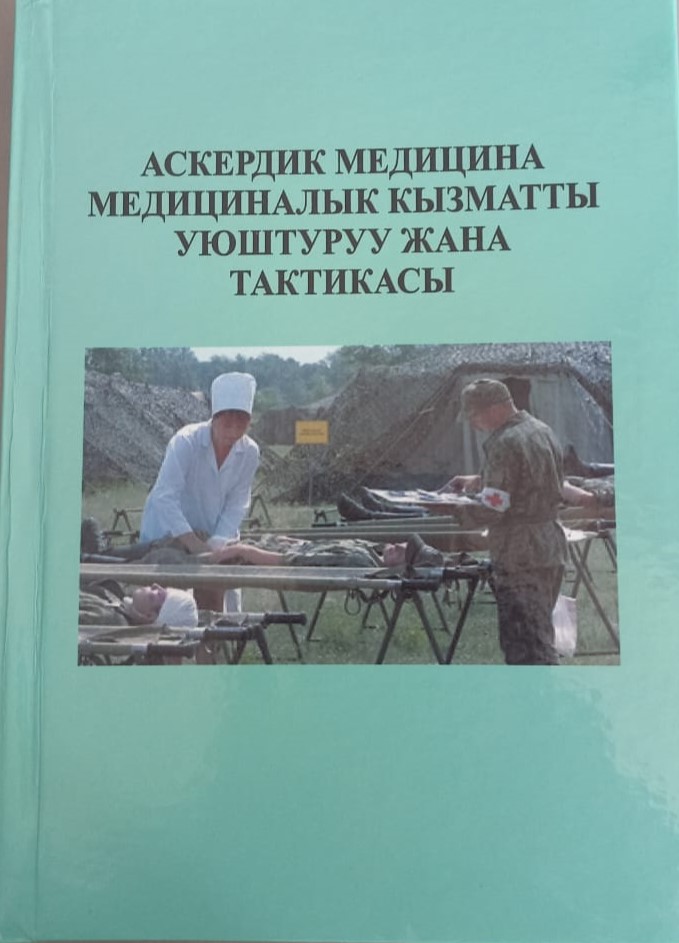 АСКЕРДИК МЕДИЦИНА
МЕДИЦИНАЛЫК КЫЗМАТТЫ
УЮШТУРУУ ЖАНА
ТАКТИКАСЫ